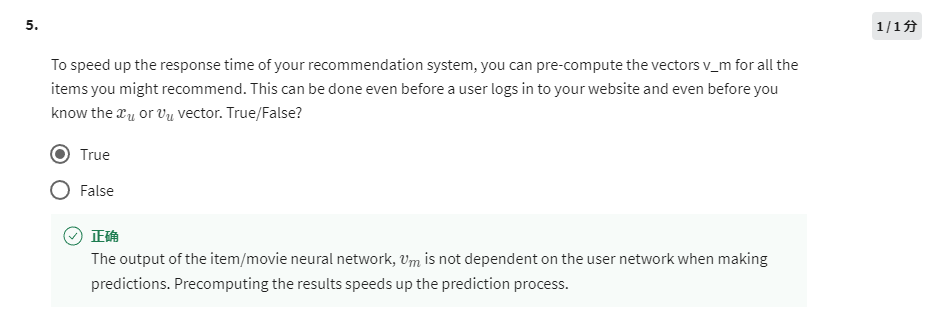 5.
1 / 1 分
To speed up the response time of your recommendation system, you can pre-compute the vectors v_m for all the
items you might recommend. This can be done even before a user logs in to your website and even before you
know the x_u or v_u vector. True/False?
True
False
正确
The output of the item/movie neural network, v_m is not dependent on the user network when making
predictions. Precomputing the results speeds up the prediction process.